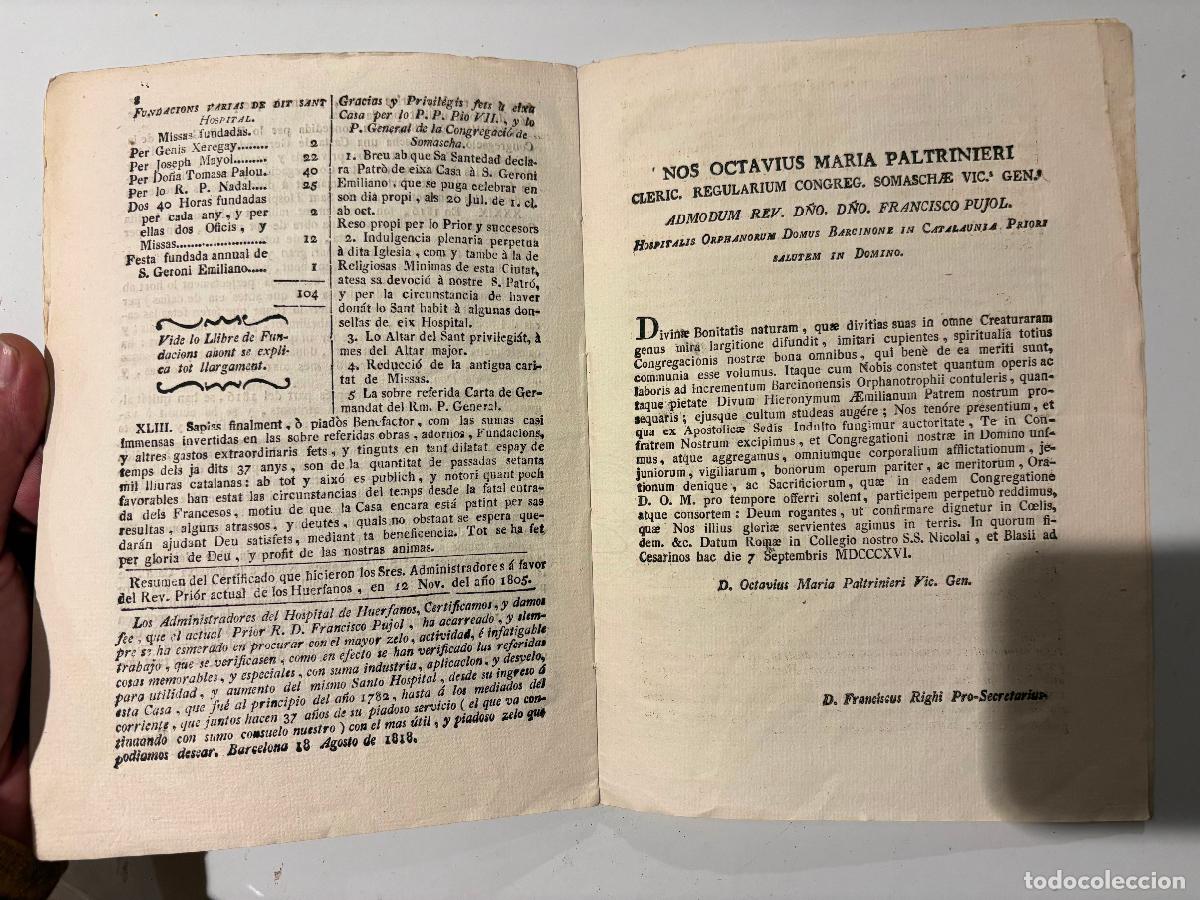 8
FUNDACIONS VARIAS DE DIT SANT
HOSPITAL.
Missas fundadas.
Per Genis Xeregay..... 2
Per Joseph Mayol......... 22
Per Doña Tomasa Palou. 40
Per lo R. P. Nadal.... 25
Dos 40 Horas fundadas
per cada any, y per 2
ellas dos Oficis, y
Missas...................... 12
Festa fundada annual de
S. Geroni Emiliano..... 1
104
Vide lo Llibre de Fun-
dacions ahont se expli-
ca tot llargament.
Gracias y Privilégis fets à eixa
Casa per lo P. P. Pio VII., y lo
P. General de la Congregació de
Somascha.
1. Breu ab que Sa Santedad decla-
ra Patrò de eixa Casa à S. Geroni
Emiliano, que se puga celebrar en
son dia propi, als 20 Jul. de 1. cl.
ab oct.
Reso propi per lo Prior y succesors
2. Indulgencia plenaria perpetua
à dita Iglesia, com y tambe à la de
Religiosas Minimas de esta Ciutat,
atesa sa devoció à nostre S. Patró,
y per la circunstancia de haver
donát lo Sant habit à algunas don-
sellas de eix Hospital.
3. Lo Altar del Sant privilegiát, à
mes del Altar major.
4. Reducció de la antigua cari-
tat de Missas.
5 La sobre referida Carta de Ger-
mandat del Rm. P. General.
XLIII. Sapiss finalment, ò piadòs Benefactor, com las sumas casi
immensas invertidas en las sobre referidas obras, adornos, Fundacions,
y altres gastos extraordinaris fets, y tinguts en tant dilatat espay de
temps dels ja dits 37 anys, son de la quantitat de passadas setanta
mil lliuras catalanas: ab tot y aixó es publich, y notori quant poch
favorables han estat las circunstancias del temps desde la fatal entra-
da dels Francesos, motiu de que la Casa encara está patint per sas
resultas, alguns atrassos, y deutes, quals no obstant se espera que-
darán ajudant Deu satisfets, mediant ta beneficencia. Tot se ha fet
per gloria de Deu, y profit de las nostras animas.
Resumen del Certificado que hicieron los Sres. Administradores á favor
del Rev. Priór actual de los Huerfanos, en 12 Nov. del año 1805.
Los Administradores del Hospital de Huerfanos, Certificamos, y damos
fee, que el actuel Prior R. D. Francisco Pujol, ha acarreado, y siem-
pre se ha esmerado en procurar con el mayor zelo, actividad, é infatigable
trabajo, que se verificasen, como en efecto se han verificado las referidas
cosas memorables, y especiales, con suma industria, aplicacion, y desvelo,
para utilidad, y aumento del mismo Santo Hospital, desde su ingreso á
esta Casa, que fué al principio del año 1782, hasta á los mediados del
corriente, que juntos hacen 37 años de su piadoso servicio (el que va con-
tinuando con sumo consuelo nuestro) con el mas útil, y piadoso zelo que
podiamos desear. Barcelona 18 Agosto de 1818.
NOS OCTAVIUS MARIA PALTRINIERI
CLERIC. REGULARIUM CONGREG. SOMASCHÆ VIC.ˢ GEN.ˢ
ADMODUM REV. DÑO. DÑO. FRANCISCO PUJOL.
HOSPITALIS ORPHANORUM DOMUS BARCINONE IN CATALAUNIA PRIORI
SALUTEM IN DOMINO.
Divinæ Bonitatis naturam, quæ divitias suas in omne Creaturaram
genus mira largitione difundit, imitari cupientes, spiritualia totius
Congregacionis nostræ bona omnibus, qui benè de ea meriti sunt,
communia esse volumus. Itaque cum Nobis constet quantum operis ac
laboris ad incrementum Barcinonensis Orphanotrophii contuleris, quan-
taque pietate Divum Hieronymum Æmilianum Patrem nostrum pro-
sequaris; ejusque cultum studeas augére; Nos tenóre presentium, et
qua ex Apostolicæ Sedis Indulto fungimur auctoritate, Te in Con-
fratrem Nostrum excipimus, et Congregationi nostræ in Domino uni-
mus, atque aggregamus, omniumque corporalium afflictationum, je-
juniorum, vigiliarum, bonorum operum pariter, ac meritorum, Ora-
tionum denique, ac Sacrificiorum, quæ in eadem Congregatione
D. O. M. pro tempore offerri solent, participem perpetuò reddimus,
atque consortem: Deum rogantes, ut confirmare dignetur in Cœlis,
quæ Nos illius gloriæ servientes agimus in terris. In quorum fi-
dem. &c. Datum Romæ in Collegio nostro S.S. Nicolai, et Blasii ad
Cesarinos hac die 7 Septembris MDCCCXVI.
D. Octavius Maria Paltrinieri Vic. Gen.
D. Franciscus Righi Pro-Secretarius.
todocoleccion